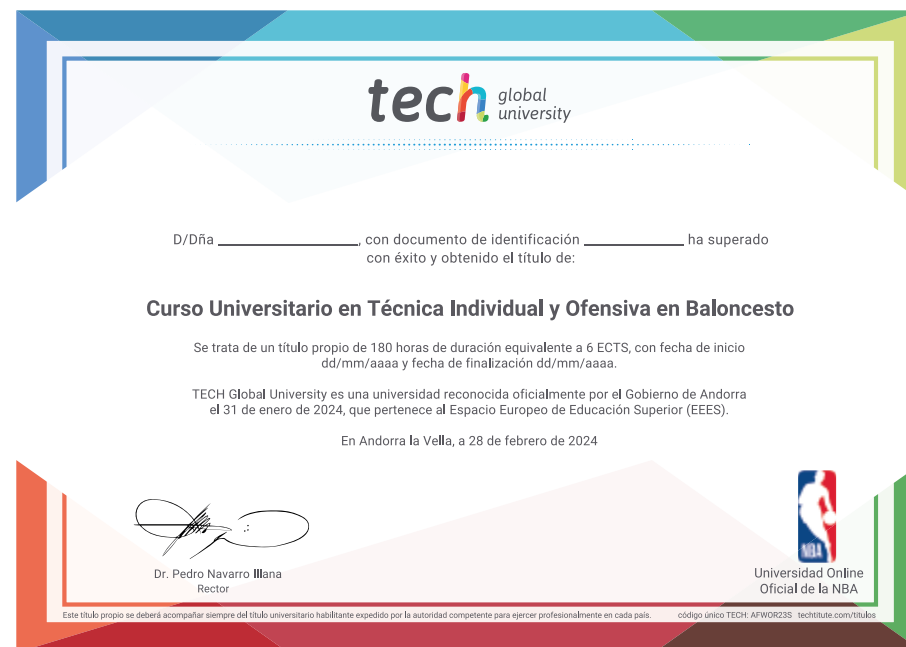 tech global university
D/Dña ____________________, con documento de identificación ______________ ha superado
con éxito y obtenido el título de:
Curso Universitario en Técnica Individual y Ofensiva en Baloncesto
Se trata de un título propio de 180 horas de duración equivalente a 6 ECTS, con fecha de inicio
dd/mm/aaaa y fecha de finalización dd/mm/aaaa.
TECH Global University es una universidad reconocida oficialmente por el Gobierno de Andorra
el 31 de enero de 2024, que pertenece al Espacio Europeo de Educación Superior (EEES).
En Andorra la Vella, a 28 de febrero de 2024
Dr. Pedro Navarro Illana
Rector
NBA
Universidad Online
Oficial de la NBA
Este título propio se deberá acompañar siempre del título universitario habilitante expedido por la autoridad competente para ejercer profesionalmente en cada país.
código único TECH: AFWOR23S techtitute.com/titulos